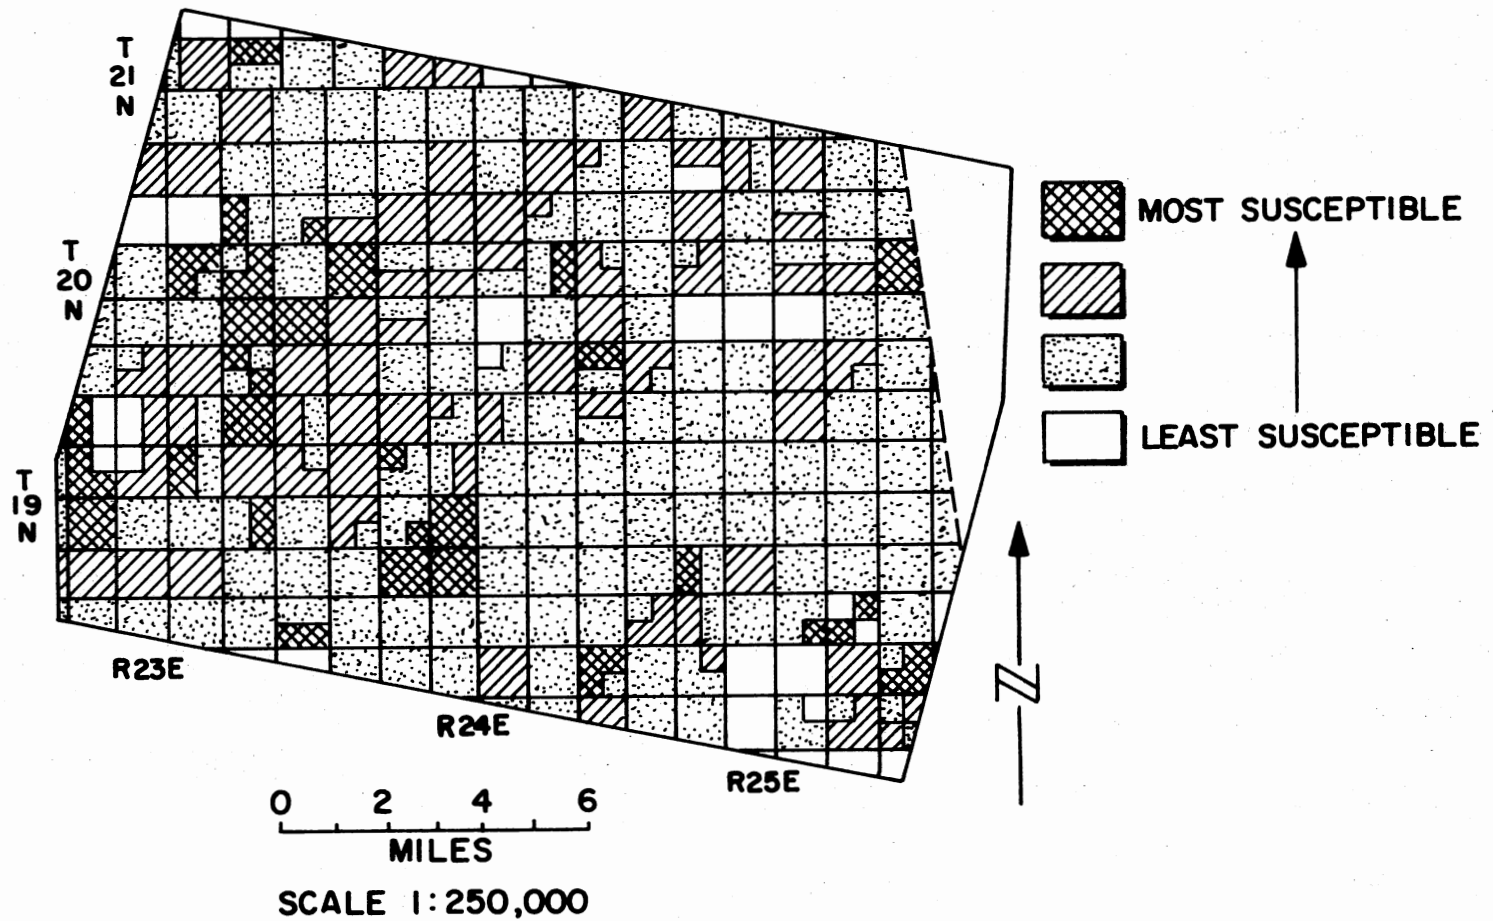 T
21
N
MOST SUSCEPTIBLE
T
20
N
LEAST SUSCEPTIBLE
T
19
N
N
R23E
R24E
R25E
0 2 4 6
MILES
SCALE 1:250,000